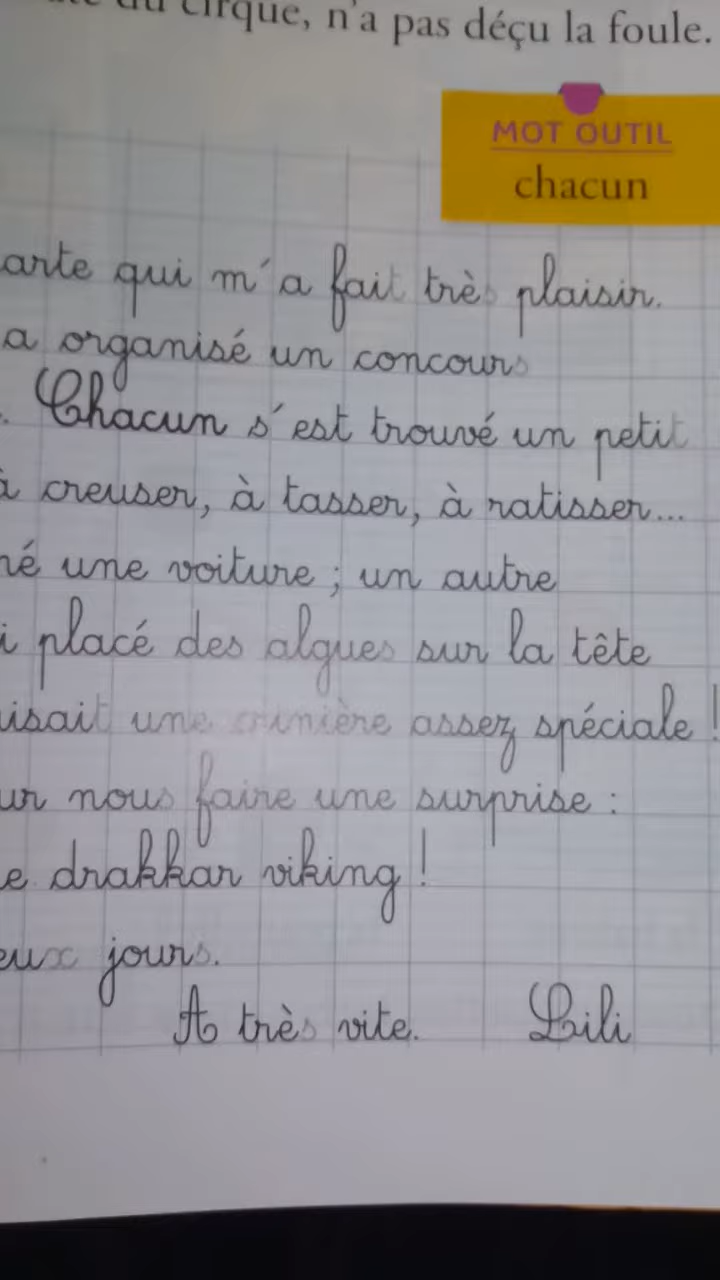 du cirque, n'a pas déçu la foule.
MOT OUTIL
chacun
arte qui m'a fait très plaisir.
a organisé un concours
. Chacun s'est trouvé un petit
à creuser, à tasser, à ratisser...
né une voiture ; un autre
i placé des algues sur la tête
isait une crinière assez spéciale !
ur nous faire une surprise :
e drakkar viking !
eux jours.
A très vite. Lili